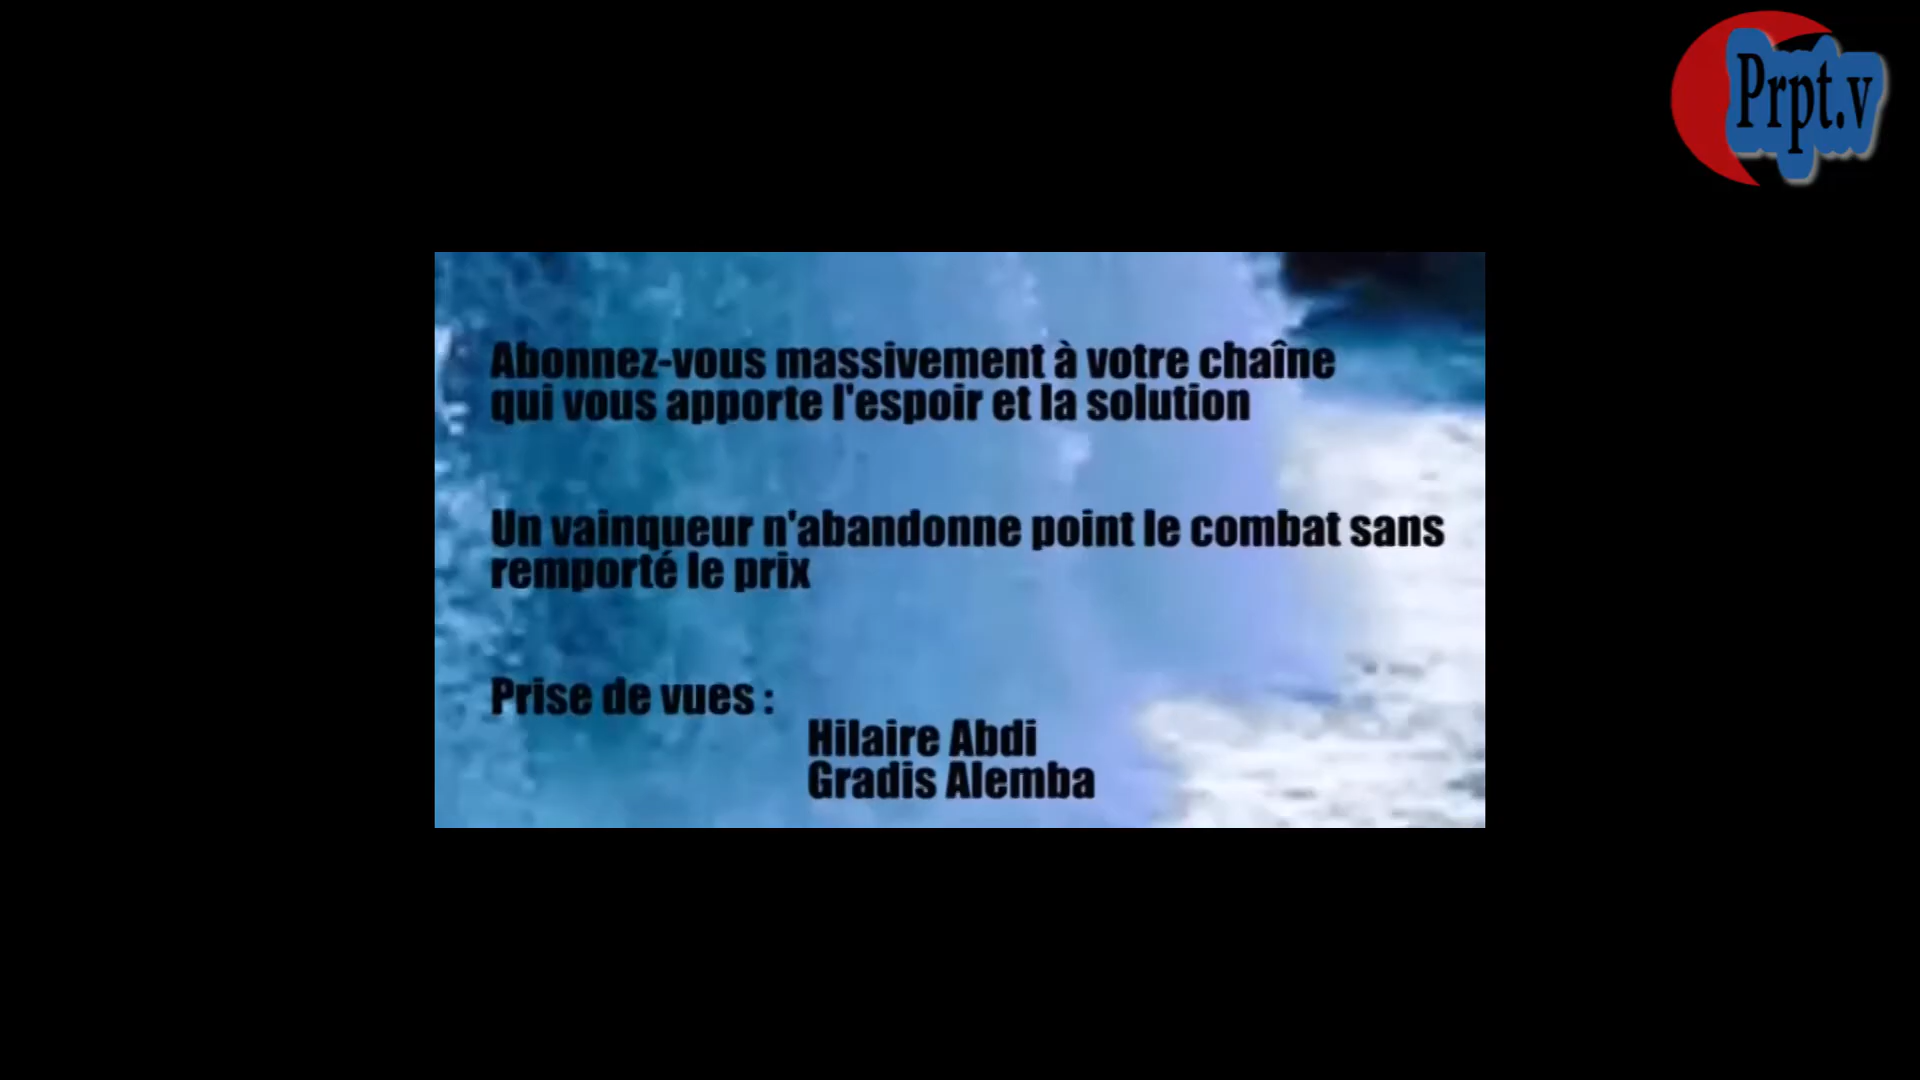 Prpt.v
Abonnez-vous massivement à votre chaîne
qui vous apporte l'espoir et la solution
Un vainqueur n'abandonne point le combat sans
remporté le prix
Prise de vues :
Hilaire Abdi
Gradis Alemba